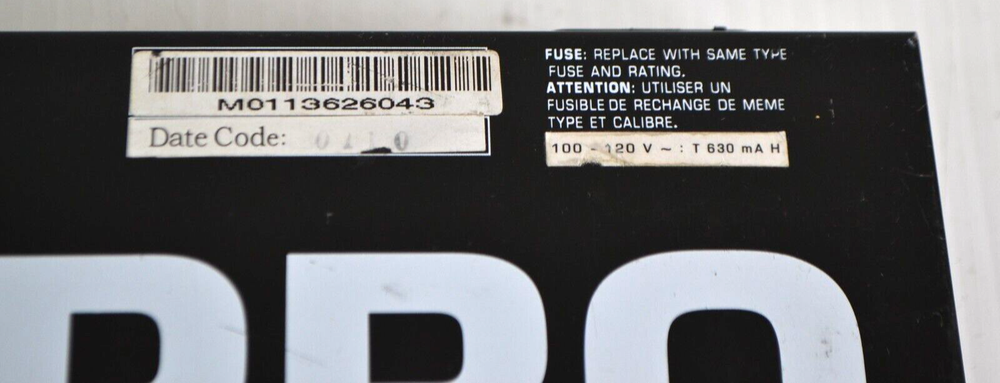 M0113626043
Date Code:
FUSE: REPLACE WITH SAME TYPE
FUSE AND RATING.
ATTENTION: UTILISER UN
FUSIBLE DE RECHANGE DE MEME
TYPE ET CALIBRE.
100 - 120 V ~ : T 630 mA H
PRO